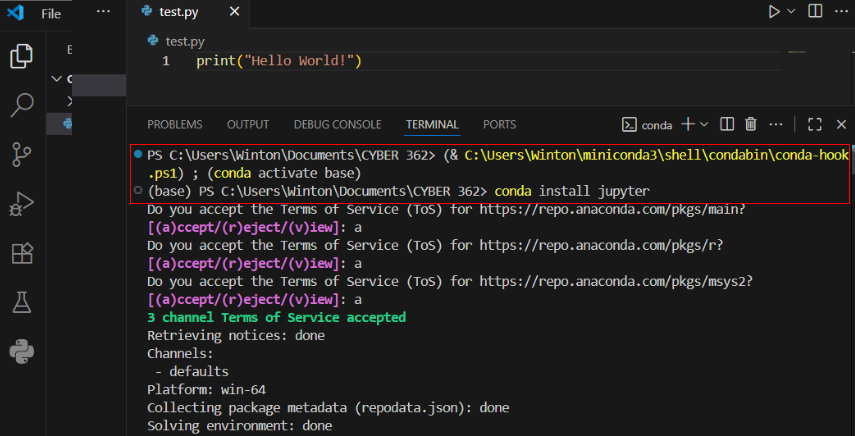 File
test.py
test.py
1 print("Hello World!")
PROBLEMS OUTPUT DEBUG CONSOLE TERMINAL PORTS conda
PS C:\Users\Winton\Documents\CYBER 362> (& C:\Users\Winton\miniconda3\shell\condabin\conda-hook
.ps1) ; (conda activate base)
(base) PS C:\Users\Winton\Documents\CYBER 362> conda install jupyter
Do you accept the Terms of Service (ToS) for https://repo.anaconda.com/pkgs/main?
[(a)ccept/(r)eject/(v)iew]: a
Do you accept the Terms of Service (ToS) for https://repo.anaconda.com/pkgs/r?
[(a)ccept/(r)eject/(v)iew]: a
Do you accept the Terms of Service (ToS) for https://repo.anaconda.com/pkgs/msys2?
[(a)ccept/(r)eject/(v)iew]: a
3 channel Terms of Service accepted
Retrieving notices: done
Channels:
- defaults
Platform: win-64
Collecting package metadata (repodata.json): done
Solving environment: done